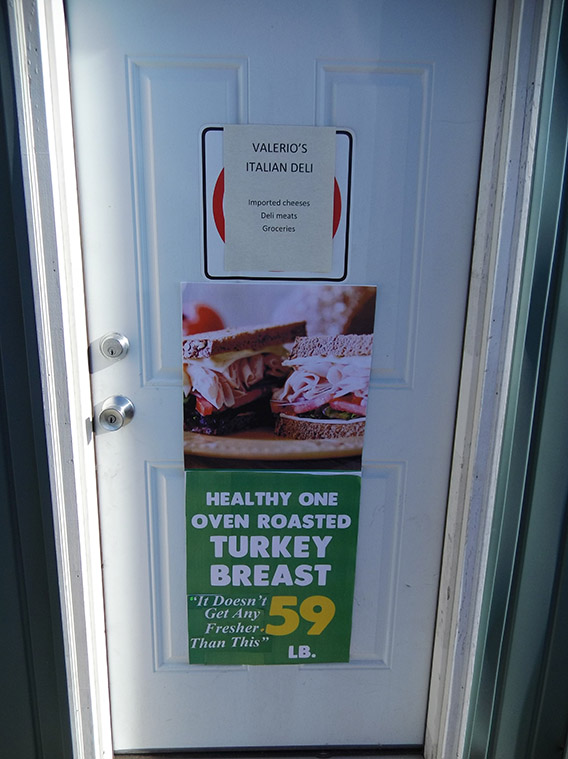 VALERIO'S
ITALIAN DELI
Imported cheeses
Deli meats
Groceries
HEALTHY ONE
OVEN ROASTED
TURKEY
BREAST
"It Doesn't
Get Any
Fresher
Than This"
.59
LB.